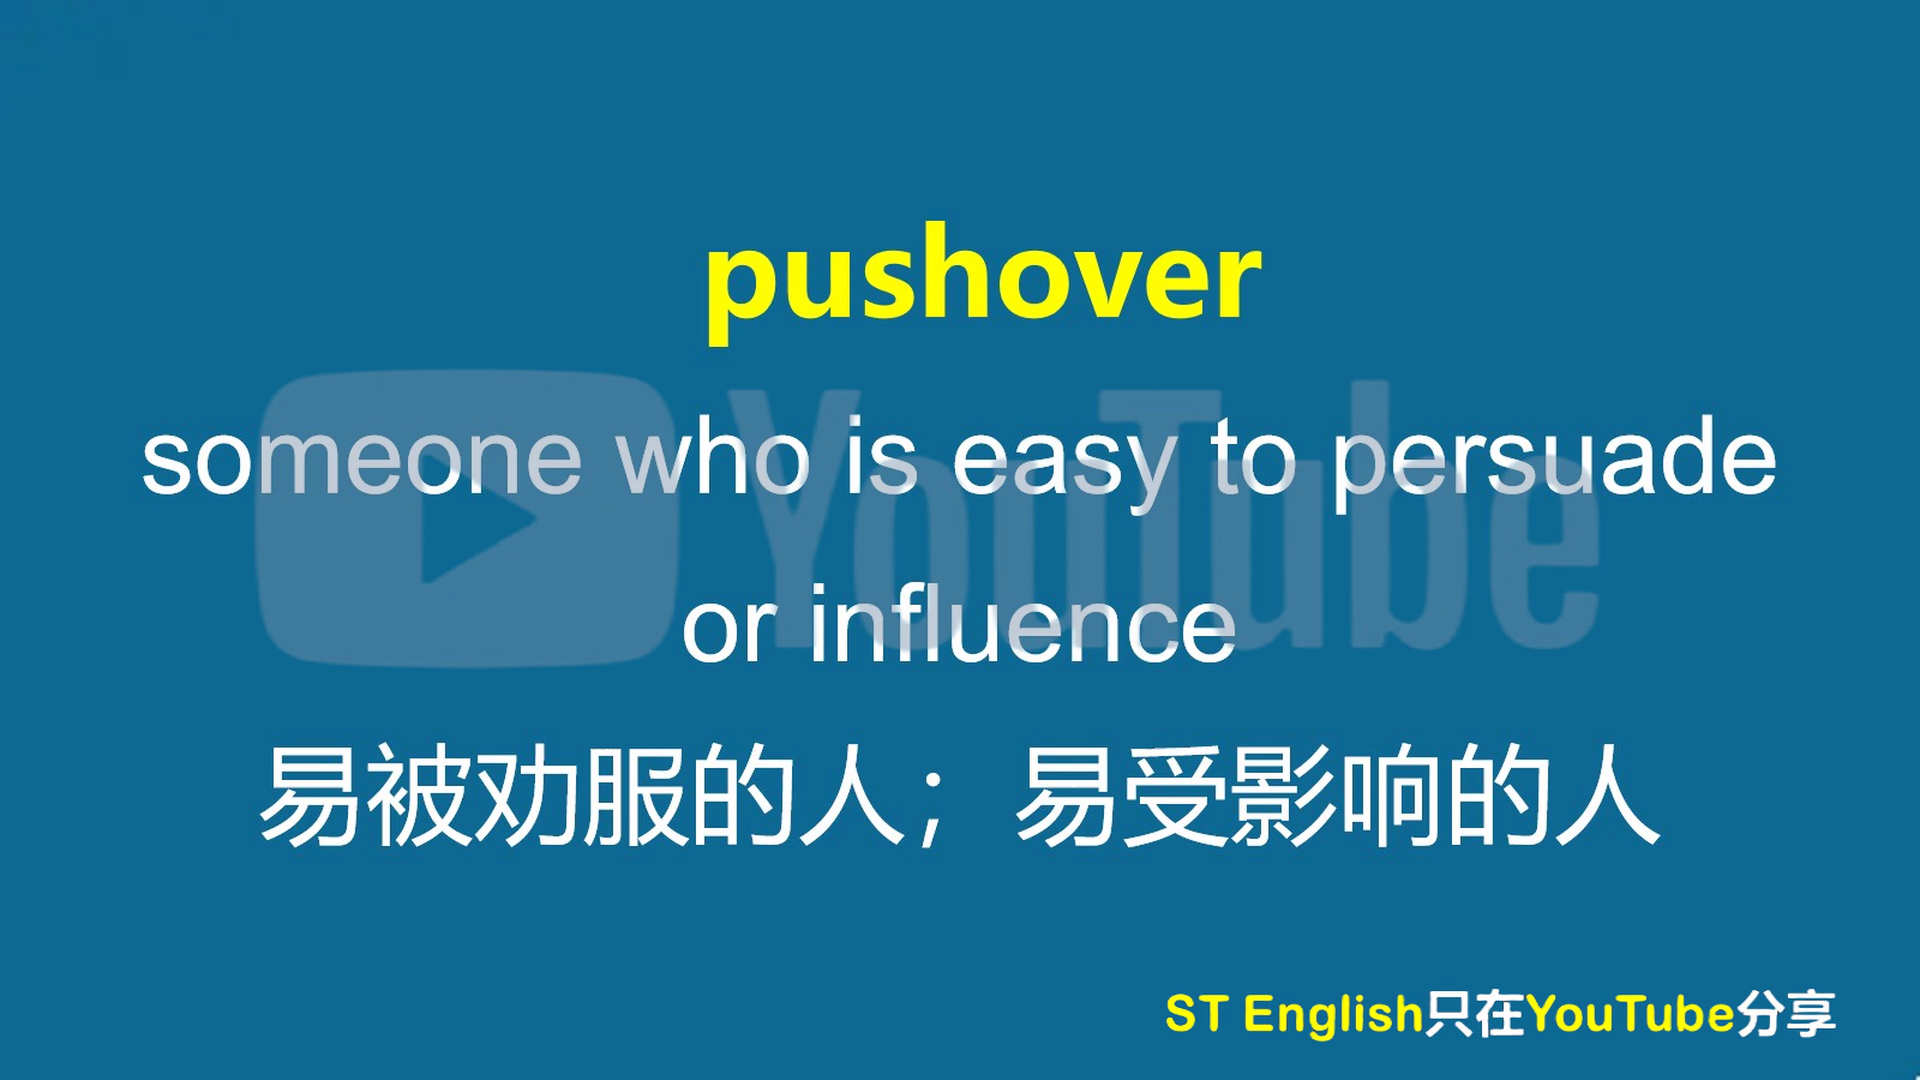 pushover
someone who is easy to persuade
YouTube
or influence
易被劝服的人；易受影响的人
ST English只在YouTube分享